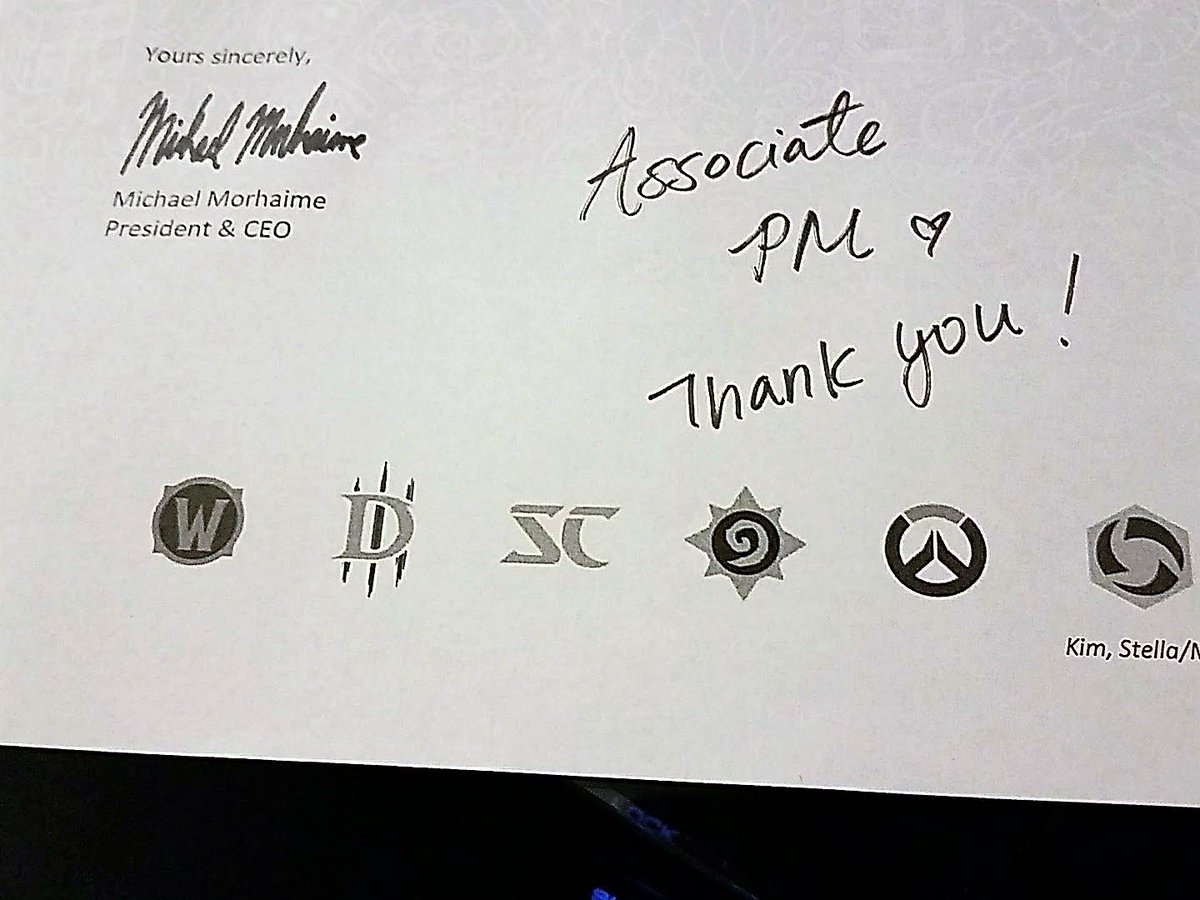 Yours sincerely,
Michael Morhaime
Michael Morhaime
President & CEO
Associate
PM ♡
Thank you!
W
D
SC
Kim, Stella/